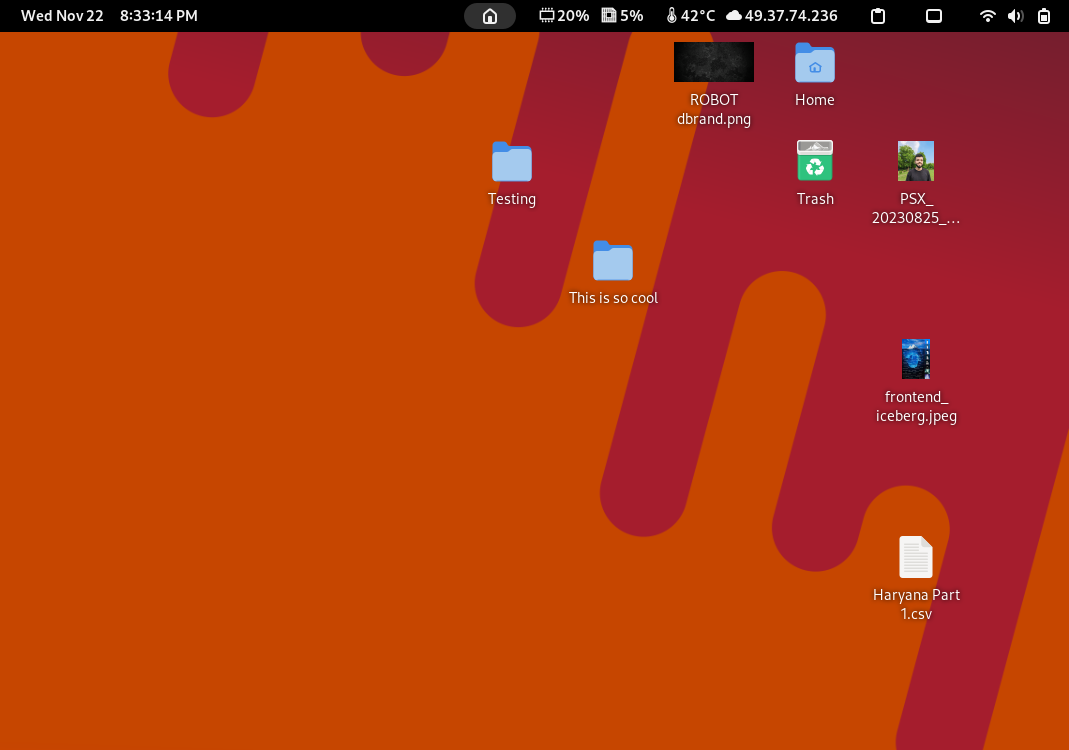 Wed Nov 22 8:33:14 PM 20% 5% 42°C 49.37.74.236
ROBOT
dbrand.png
Home
Testing
Trash
PSX_
20230825_...
This is so cool
frontend_
iceberg.jpeg
Haryana Part
1.csv